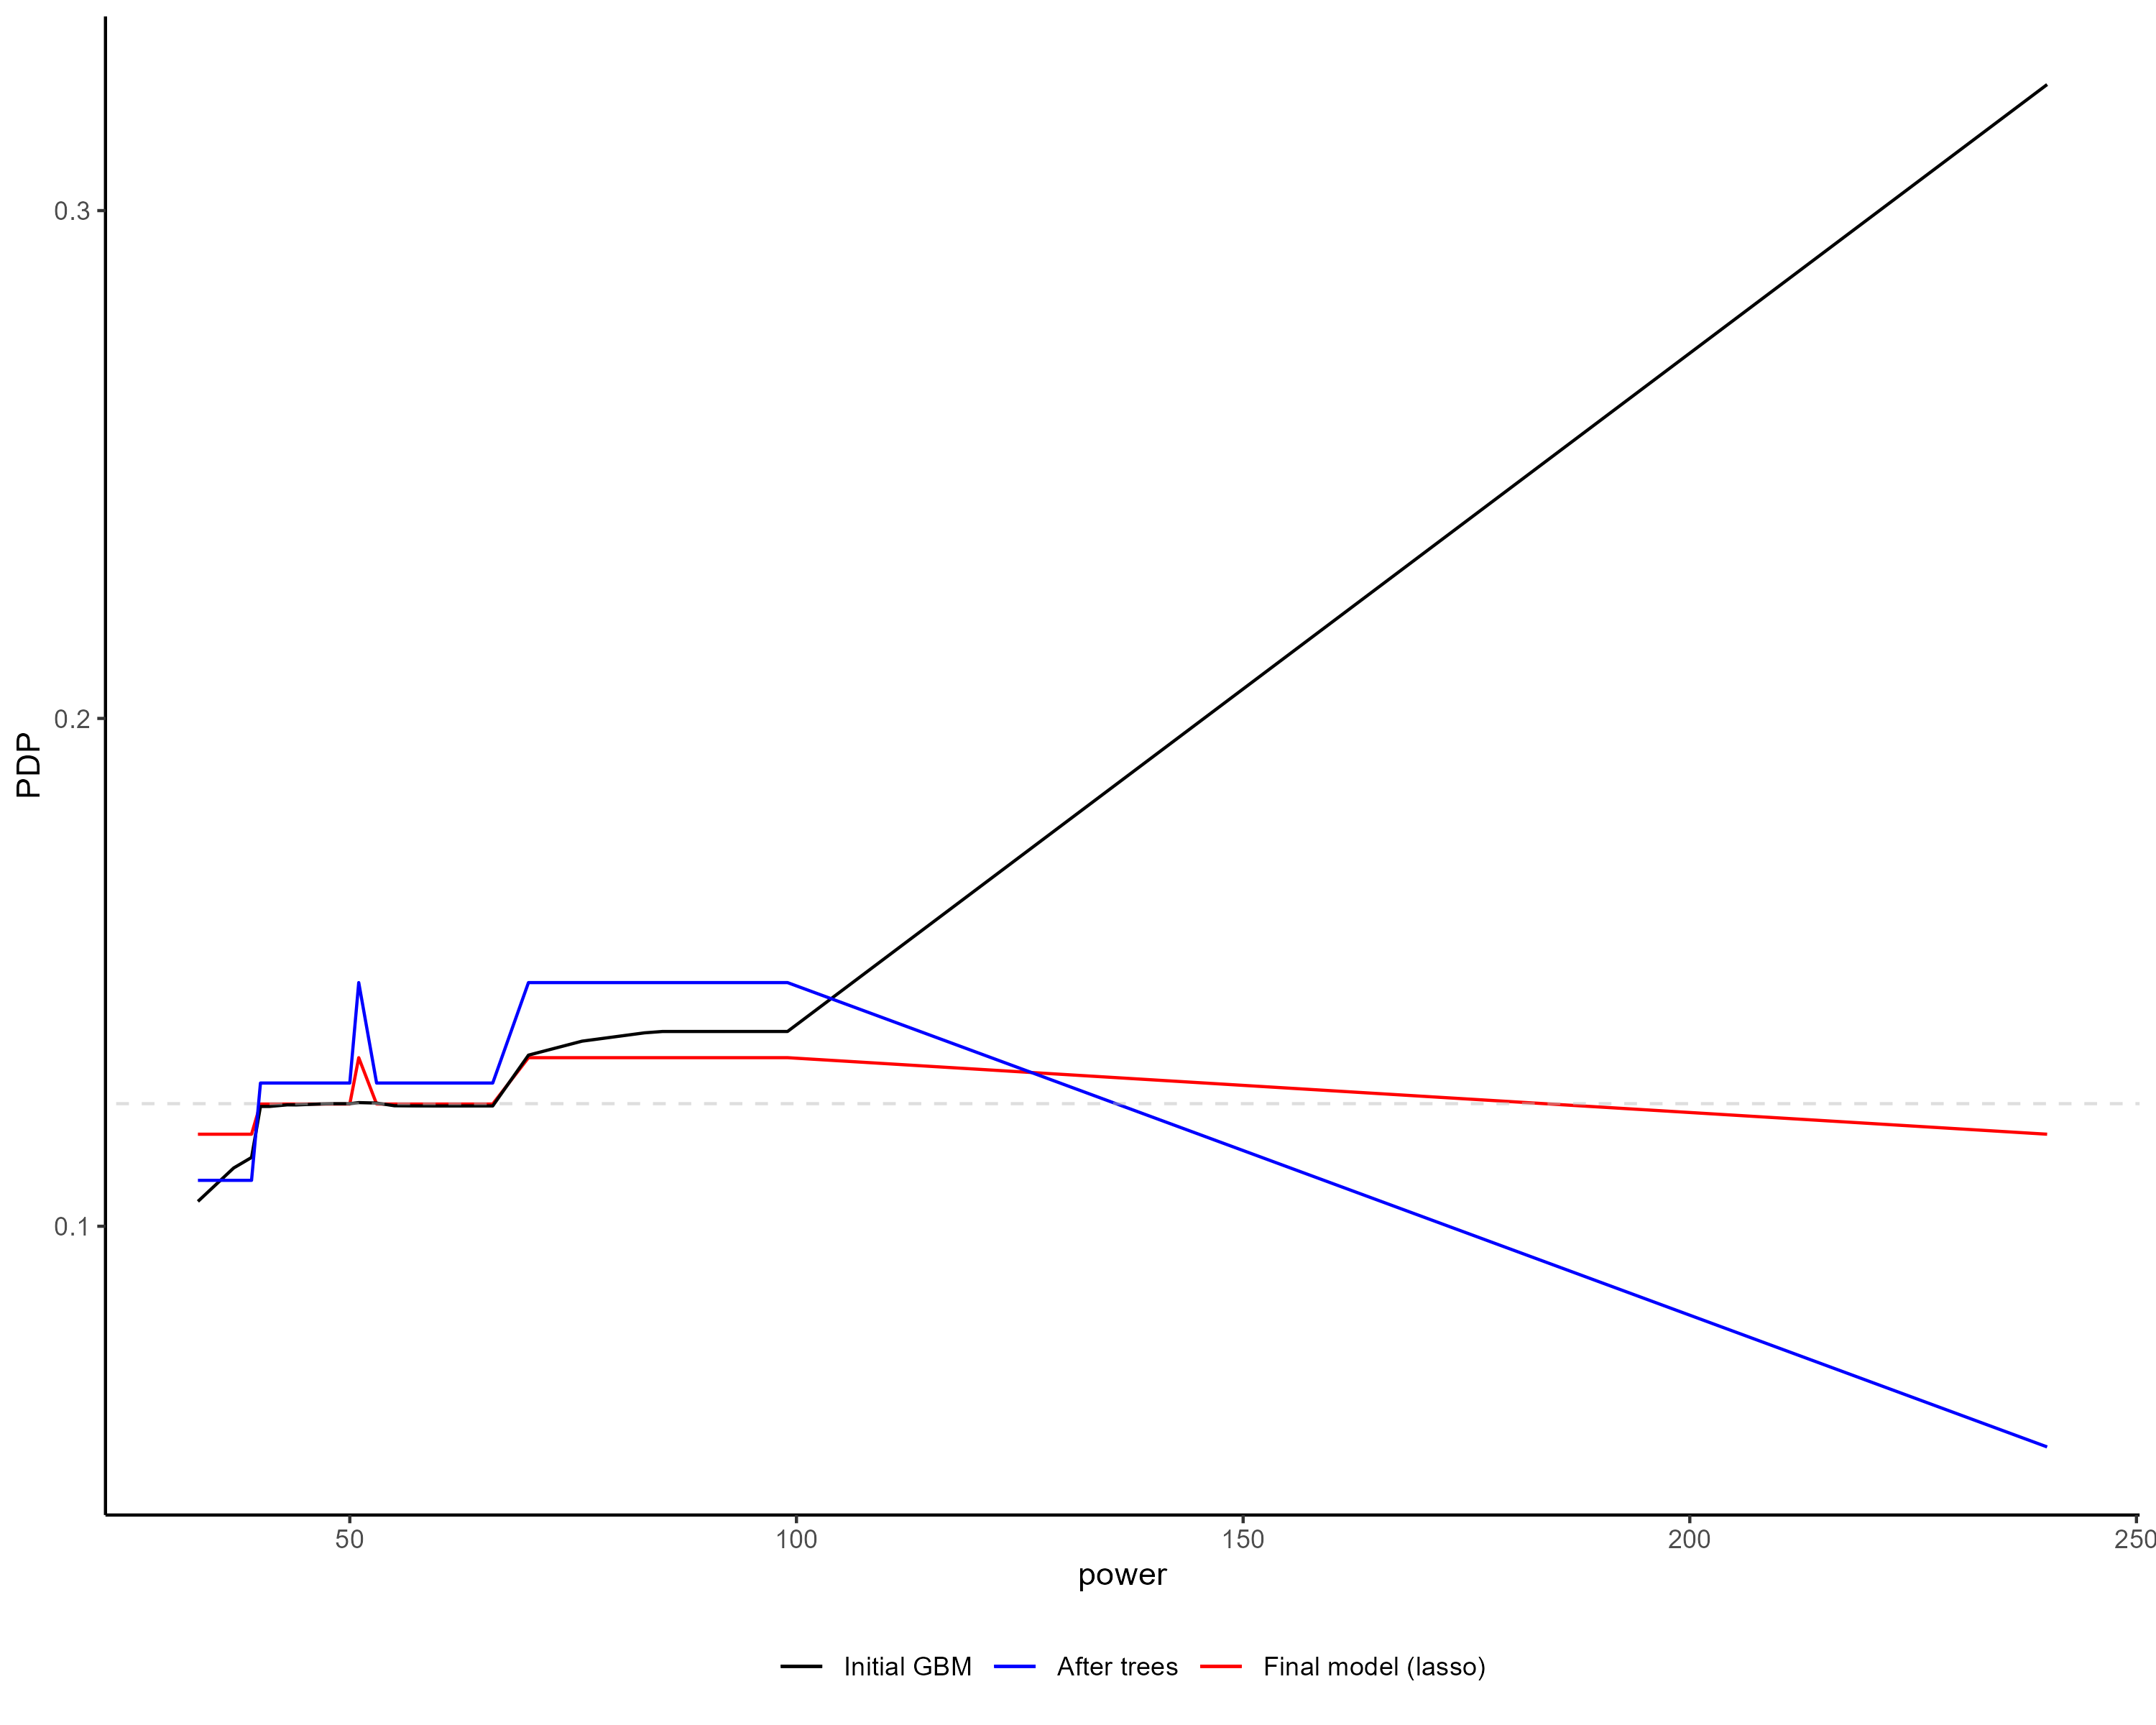 PDP
0.3
0.2
0.1
50 100 150 200 250
power
Initial GBM After trees Final model (lasso)